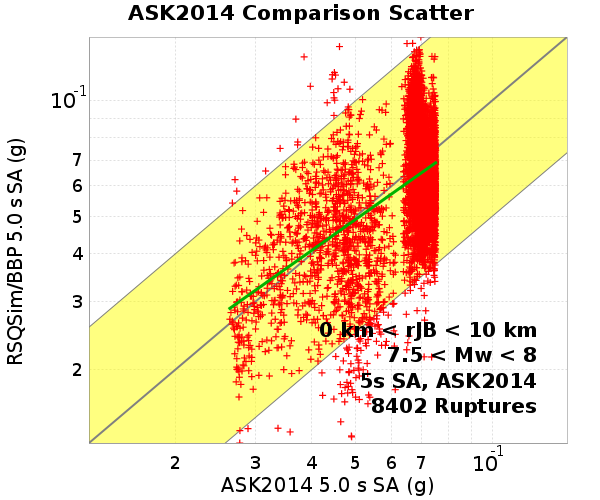 ASK2014 Comparison Scatter
RSQSim/BBP 5.0 s SA (g)
10-1
7
6
5
4
3
2
0 km < rJB < 10 km
7.5 < Mw < 8
5s SA, ASK2014
8402 Ruptures
2 3 4 5 6 7 10-1
ASK2014 5.0 s SA (g)